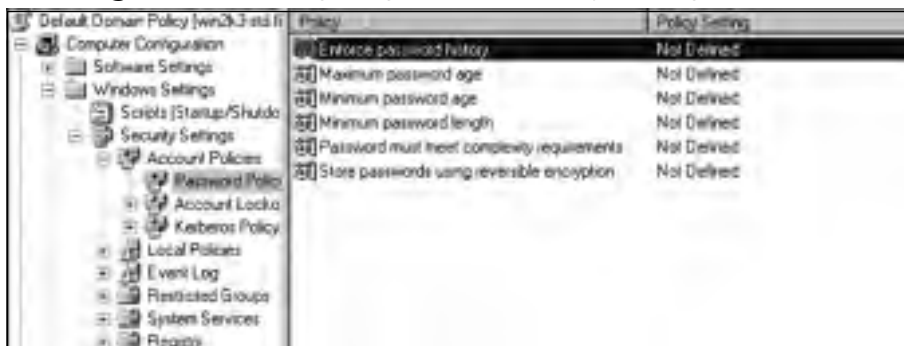 Default Domain Policy [win2k3-std.fi
Computer Configuration
Software Settings
Windows Settings
Scripts (Startup/Shutdo
Security Settings
Account Policies
Password Polic
Account Locko
Kerberos Policy
Local Policies
Event Log
Restricted Groups
System Services
Registry
Policy Policy Setting
Enforce password history Not Defined
Maximum password age Not Defined
Minimum password age Not Defined
Minimum password length Not Defined
Password must meet complexity requirements Not Defined
Store passwords using reversible encryption Not Defined